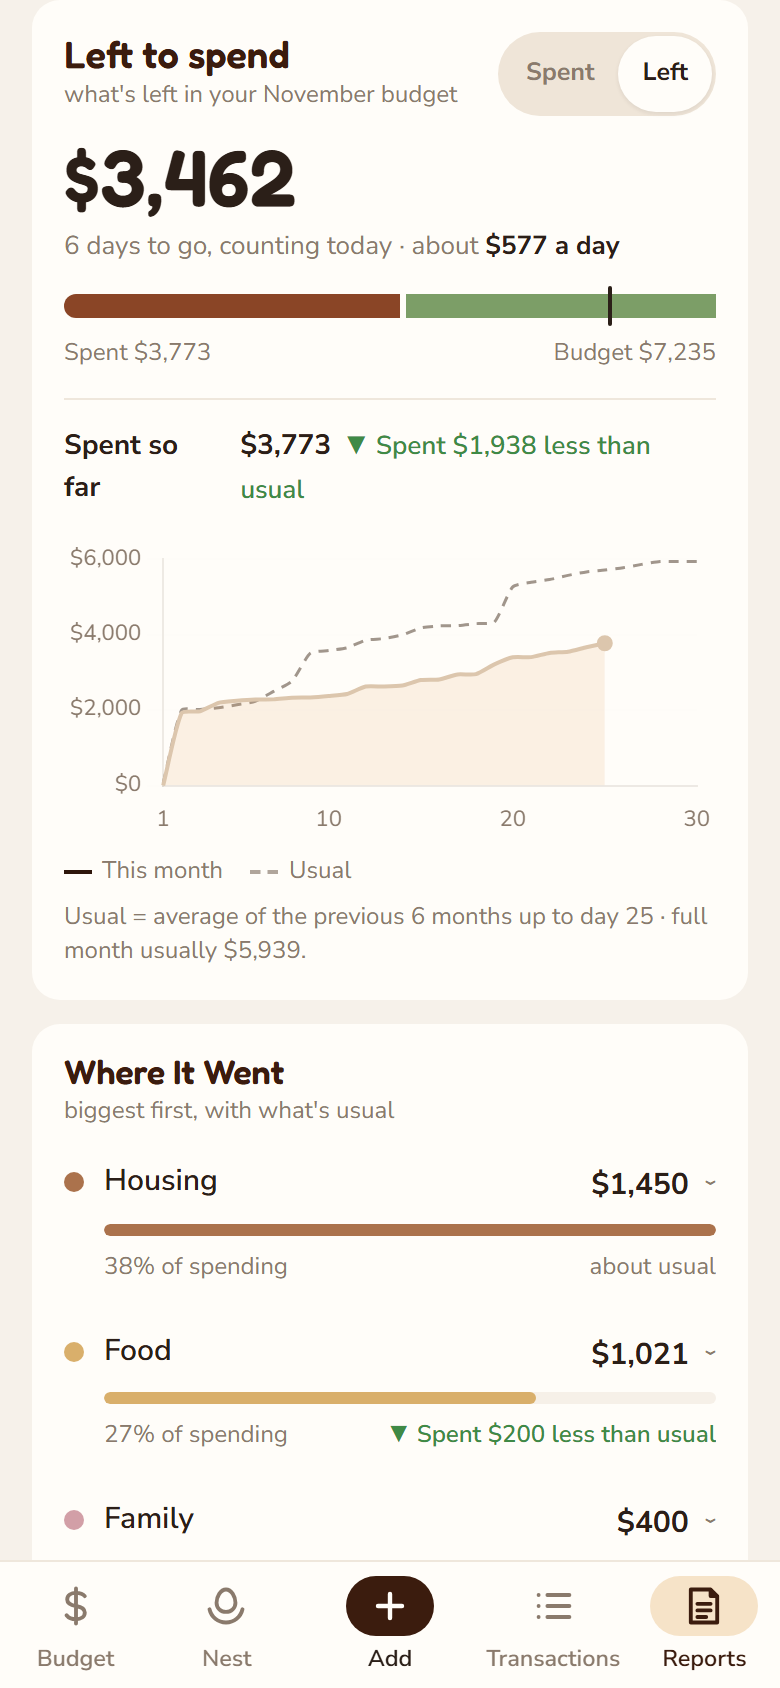 Left to spend
what's left in your November budget
Spent
Left
$3,462
6 days to go, counting today · about $577 a day
Spent $3,773
Budget $7,235
Spent so
far
$3,773 ▼ Spent $1,938 less than
usual
$6,000
$4,000
$2,000
$0
1
10
20
30
This month
Usual
Usual = average of the previous 6 months up to day 25 · full
month usually $5,939.
Where It Went
biggest first, with what's usual
Housing
$1,450
38% of spending
about usual
Food
$1,021
27% of spending
▼ Spent $200 less than usual
Family
$400
Budget
Nest
Add
Transactions
Reports